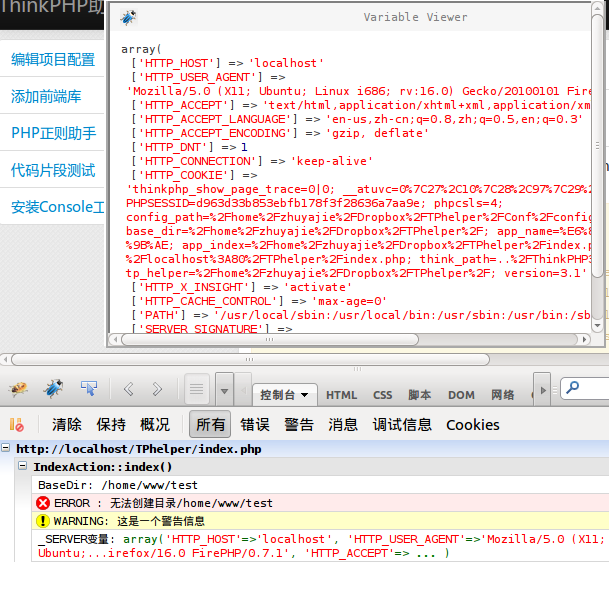 ThinkPHP助
Variable Viewer
编辑项目配置
添加前端库
PHP正则助手
代码片段测试
安装Console工
array(
['HTTP_HOST'] => 'localhost'
['HTTP_USER_AGENT'] =>
'Mozilla/5.0 (X11; Ubuntu; Linux i686; rv:16.0) Gecko/20100101 Fire
['HTTP_ACCEPT'] => 'text/html,application/xhtml+xml,application/xm
['HTTP_ACCEPT_LANGUAGE'] => 'en-us,zh-cn;q=0.8,zh;q=0.5,en;q=0.3'
['HTTP_ACCEPT_ENCODING'] => 'gzip, deflate'
['HTTP_DNT'] => 1
['HTTP_CONNECTION'] => 'keep-alive'
['HTTP_COOKIE'] =>
'thinkphp_show_page_trace=0|0; __atuvc=0%7C27%2C10%7C28%2C97%7C29%2
PHPSESSID=d963d33b853ebfb178f3f28636a7aa9e; phpcsls=4;
config_path=%2Fhome%2Fzhuyajie%2FDropbox%2FTPhelper%2FConf%2Fconfig
base_dir=%2Fhome%2Fzhuyajie%2FDropbox%2FTPhelper%2F; app_name=%E6%8
%9B%AE; app_index=%2Fhome%2Fzhuyajie%2FDropbox%2FTPhelper%2Findex.p
%2Flocalhost%3A80%2FTPhelper%2Findex.php; think_path=..%2FThinkPHP3
tp_helper=%2Fhome%2Fzhuyajie%2FDropbox%2FTPhelper%2F; version=3.1'
['HTTP_X_INSIGHT'] => 'activate'
['HTTP_CACHE_CONTROL'] => 'max-age=0'
['PATH'] => '/usr/local/sbin:/usr/local/bin:/usr/sbin:/usr/bin:/sb
['SERVER_SIGNATURE'] =>
控制台 HTML CSS 脚本 DOM 网络
清除 保持 概况 所有 错误 警告 消息 调试信息 Cookies
http://localhost/TPhelper/index.php
IndexAction::index()
BaseDir: /home/www/test
ERROR : 无法创建目录/home/www/test
WARNING: 这是一个警告信息
_SERVER变量: array('HTTP_HOST'=>'localhost', 'HTTP_USER_AGENT'=>'Mozilla/5.0 (X11;
Ubuntu;...irefox/16.0 FirePHP/0.7.1', 'HTTP_ACCEPT'=> ... )